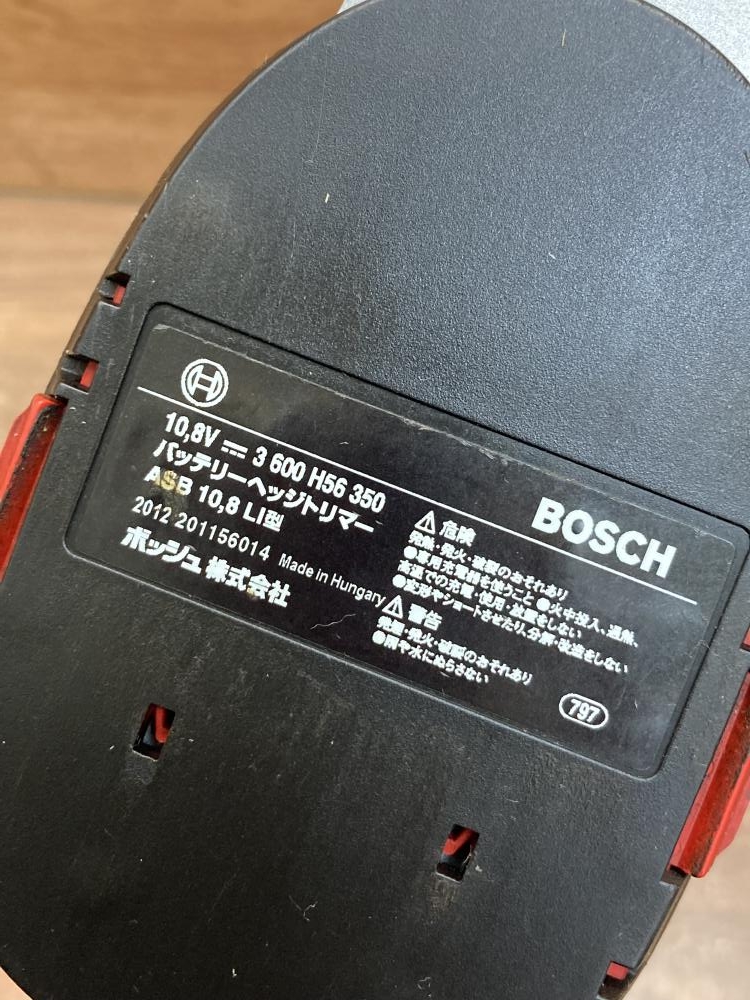 10,8V ⎓ 3 600 H56 350
バッテリーヘッジトリマー
ASB 10,8 LI型
2012 201156014 Made in Hungary
ボッシュ株式会社
BOSCH
⚠危険
発熱・発火・破裂のおそれあり
●専用充電器を使うこと ●火中投入、過熱、
高温での充電・使用・放置をしない
●変形やショートさせたり、分解・改造をしない
⚠警告
発熱・発火・破裂のおそれあり
●雨や水にぬらさない
797